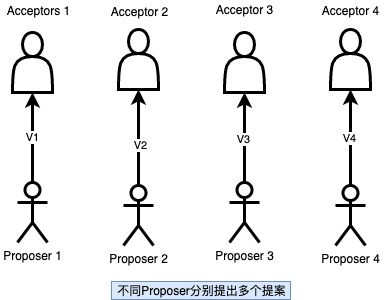 Acceptors 1 Acceptor 2 Acceptor 3 Acceptor 4
V1 V2 V3 V4
Proposer 1 Proposer 2 Proposer 3 Proposer 4
不同Proposer分别提出多个提案